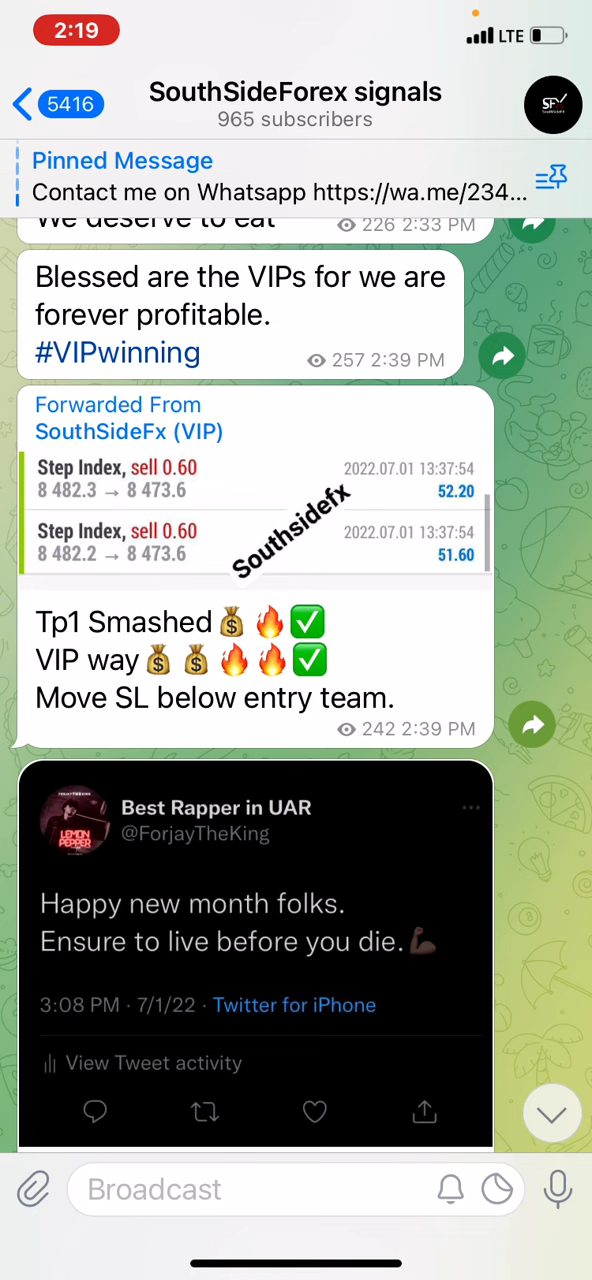 2:19
LTE
5416
SouthSideForex signals
965 subscribers
SFX
Pinned Message
Contact me on Whatsapp https://wa.me/234...
We deserve to eat
226 2:33 PM
Blessed are the VIPs for we are
forever profitable.
#VIPwinning
257 2:39 PM
Forwarded From
SouthSideFx (VIP)
Step Index, sell 0.60
2022.07.01 13:37:54
8 482.3 → 8 473.6
52.20
Step Index, sell 0.60
2022.07.01 13:37:54
8 482.2 → 8 473.6
51.60
Southsidefx
Tp1 Smashed💰🔥✅
VIP way💰💰🔥🔥✅
Move SL below entry team.
242 2:39 PM
LEMON
PEPPER
Best Rapper in UAR
@ForjayTheKing
Happy new month folks.
Ensure to live before you die.💪🏿
3:08 PM · 7/1/22 · Twitter for iPhone
View Tweet activity
Broadcast